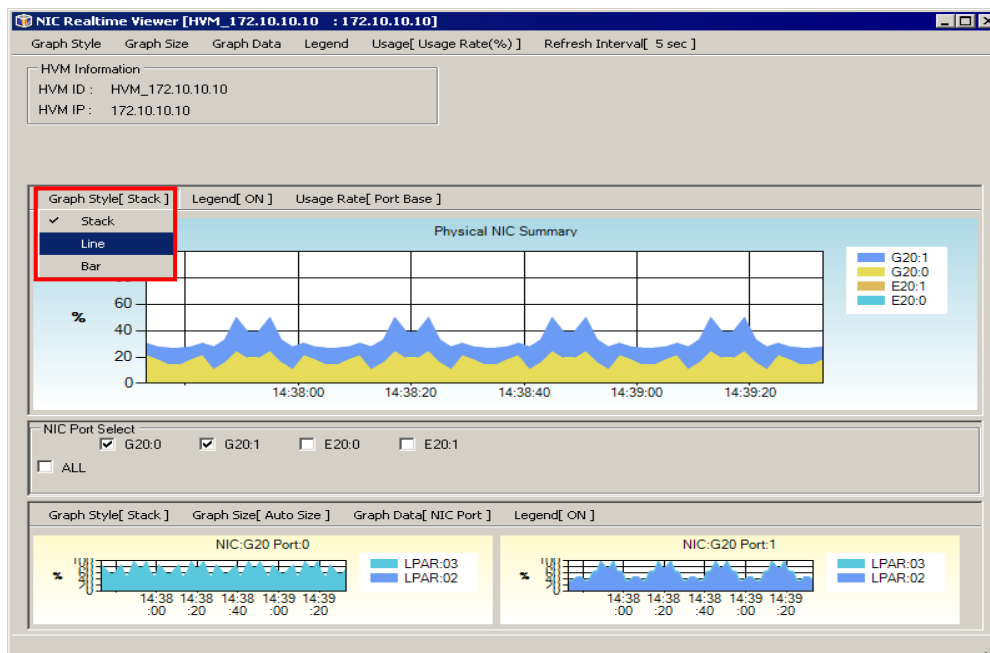 NIC Realtime Viewer [HVM_172.10.10.10 : 172.10.10.10]
Graph Style Graph Size Graph Data Legend Usage[ Usage Rate(%) ] Refresh Interval[ 5 sec ]
HVM Information
HVM ID : HVM_172.10.10.10
HVM IP : 172.10.10.10
Graph Style[ Stack ] Legend[ ON ] Usage Rate[ Port Base ]
Stack
Line
Bar
Physical NIC Summary
G20:1
G20:0
E20:1
E20:0
%
60
40
20
0
14:38:00 14:38:20 14:38:40 14:39:00 14:39:20
NIC Port Select
G20:0 G20:1 E20:0 E20:1
ALL
Graph Style[ Stack ] Graph Size[ Auto Size ] Graph Data[ NIC Port ] Legend[ ON ]
NIC:G20 Port:0
%
LPAR:03
LPAR:02
14:38 14:38 14:38 14:39 14:39
:00 :20 :40 :00 :20
NIC:G20 Port:1
%
LPAR:03
LPAR:02
14:38 14:38 14:38 14:39 14:39
:00 :20 :40 :00 :20